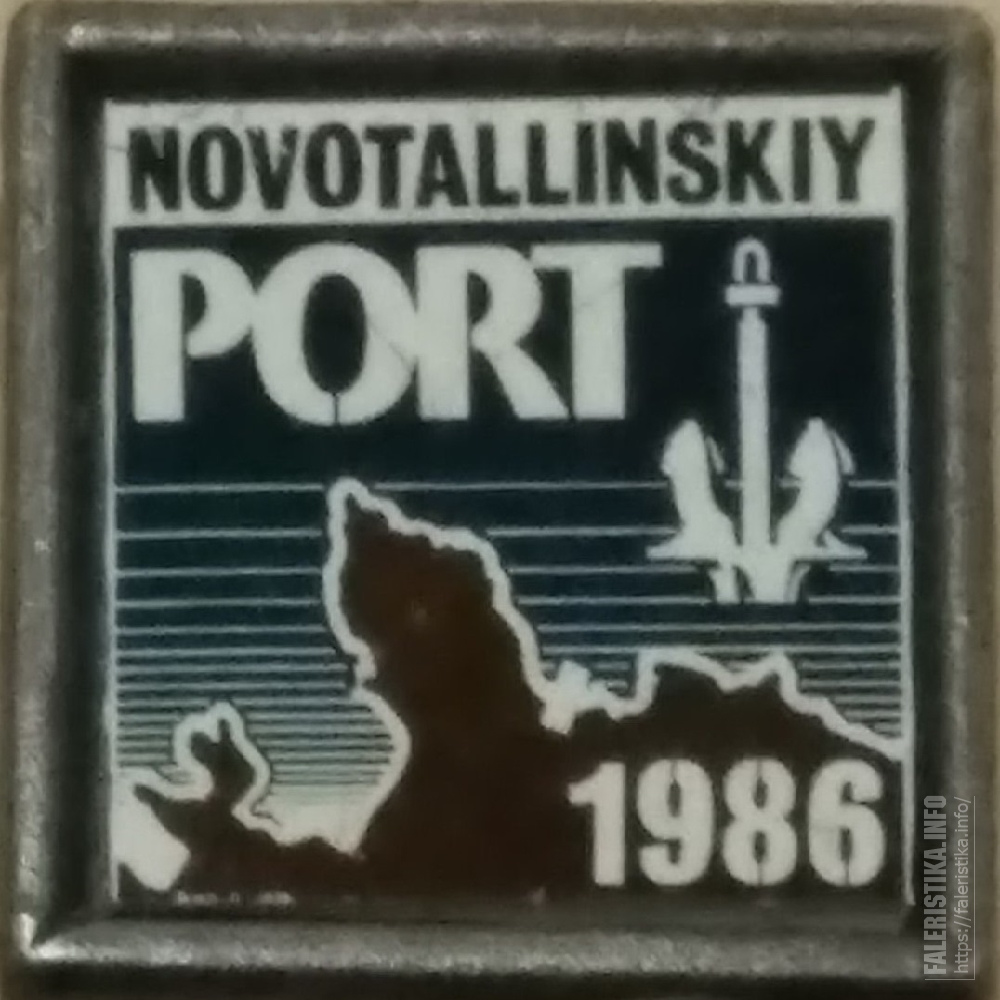 NOVOTALLINSKIY
PORT
1986
FALERISTIKA.INFO
https://faleristika.info/